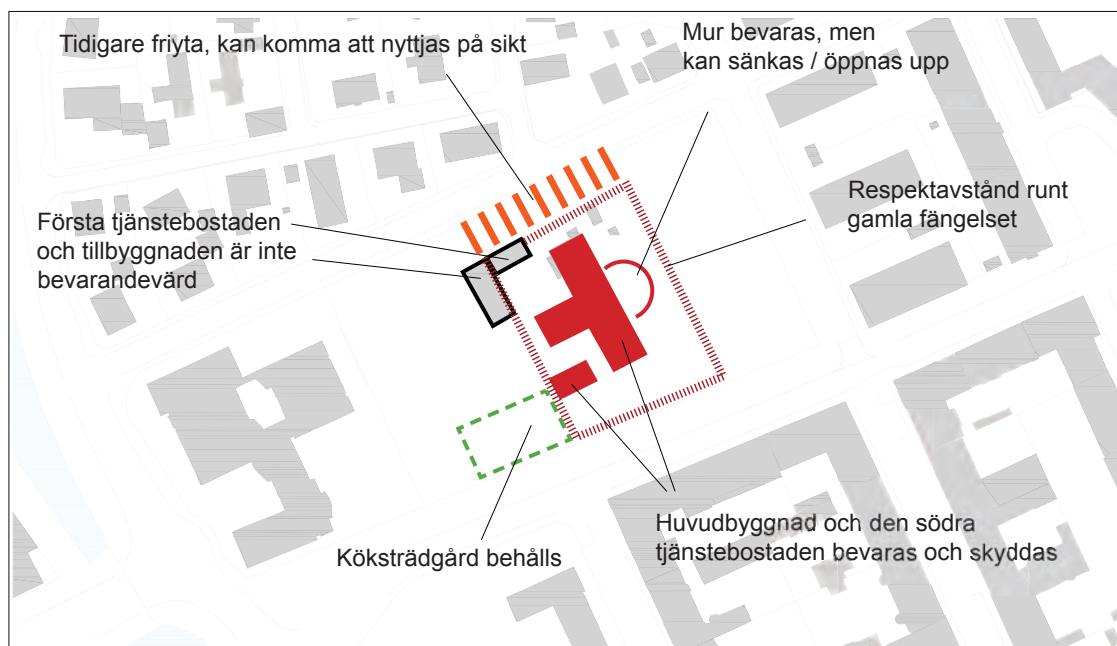 Tidigare friyta, kan komma att nyttjas på sikt
Mur bevaras, men
kan sänkas / öppnas upp
Respektavstånd runt
gamla fängelset
Första tjänstebostaden
och tillbyggnaden är inte
bevarandevärd
Köksträdgård behålls
Huvudbyggnad och den södra
tjänstebostaden bevaras och skyddas